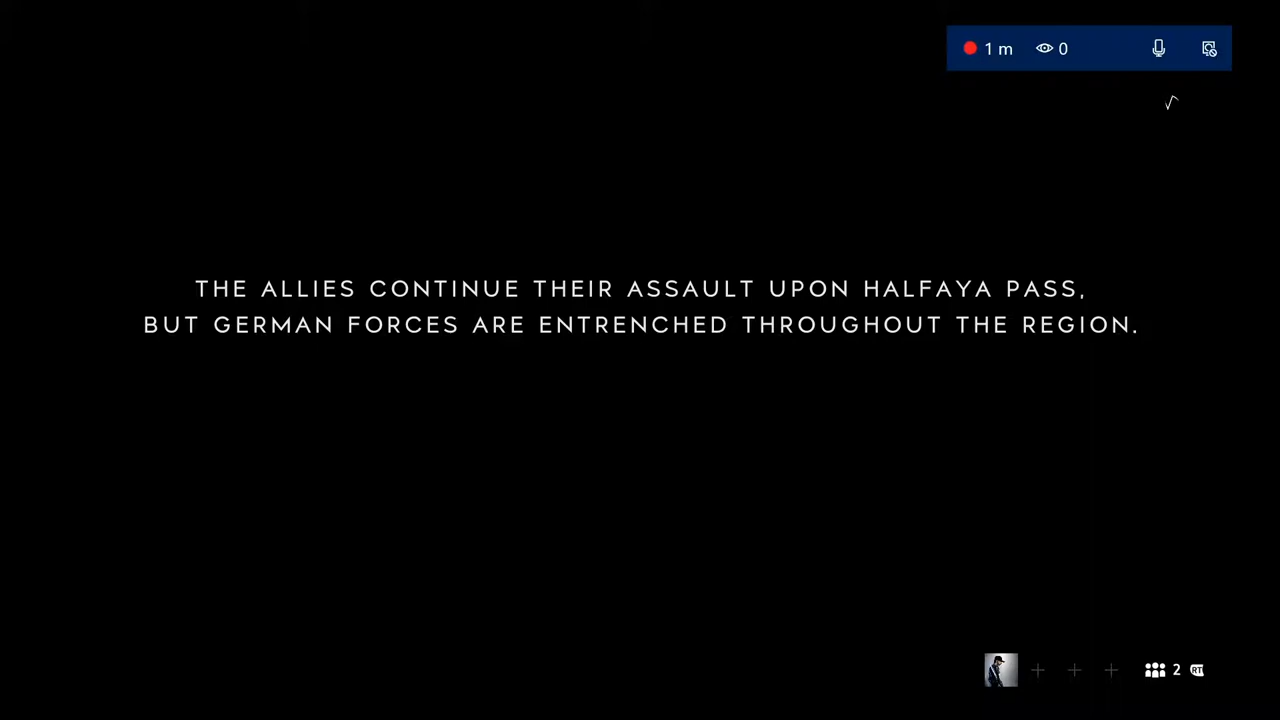 1 m 0
THE ALLIES CONTINUE THEIR ASSAULT UPON HALFAYA PASS,
BUT GERMAN FORCES ARE ENTRENCHED THROUGHOUT THE REGION.
2 RT